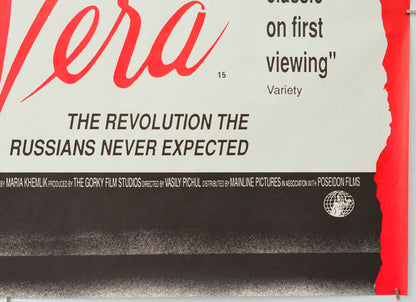 classic
on first
viewing"
Variety
Vera
15
THE REVOLUTION THE
RUSSIANS NEVER EXPECTED
BY MARIA KHEMLIK PRODUCED BY THE GORKY FILM STUDIOS DIRECTED BY VASILY PICHUL DISTRIBUTED BY MAINLINE PICTURES IN ASSOCIATION WITH POSEIDON FILMS